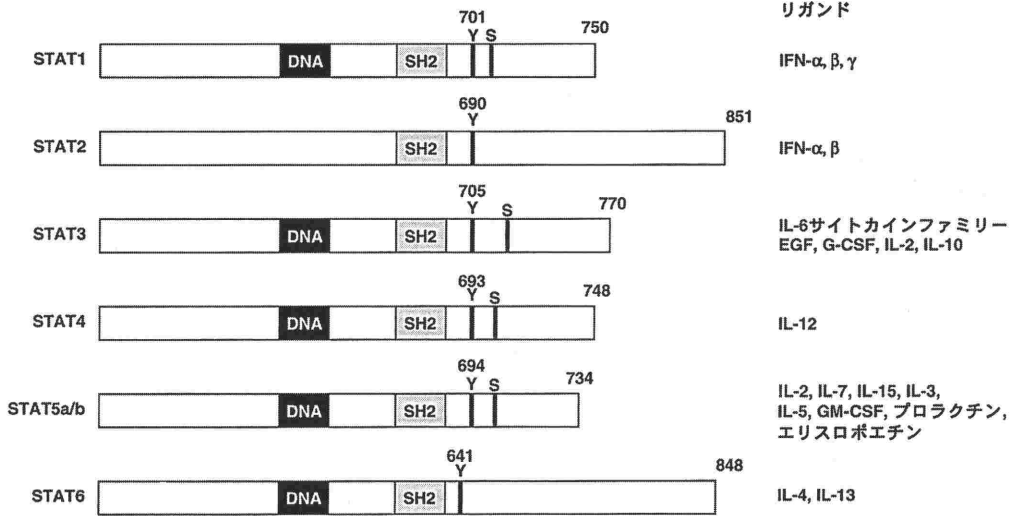 リガンド
701
Y S
750
STAT1
DNA
SH2
IFN-α, β, γ
690
Y
851
STAT2
SH2
IFN-α, β
705
Y S
770
STAT3
DNA
SH2
IL-6サイトカインファミリー
EGF, G-CSF, IL-2, IL-10
693
Y S
748
STAT4
DNA
SH2
IL-12
694
Y S
734
STAT5a/b
DNA
SH2
IL-2, IL-7, IL-15, IL-3,
IL-5, GM-CSF, プロラクチン,
エリスロポエチン
641
Y
848
STAT6
DNA
SH2
IL-4, IL-13